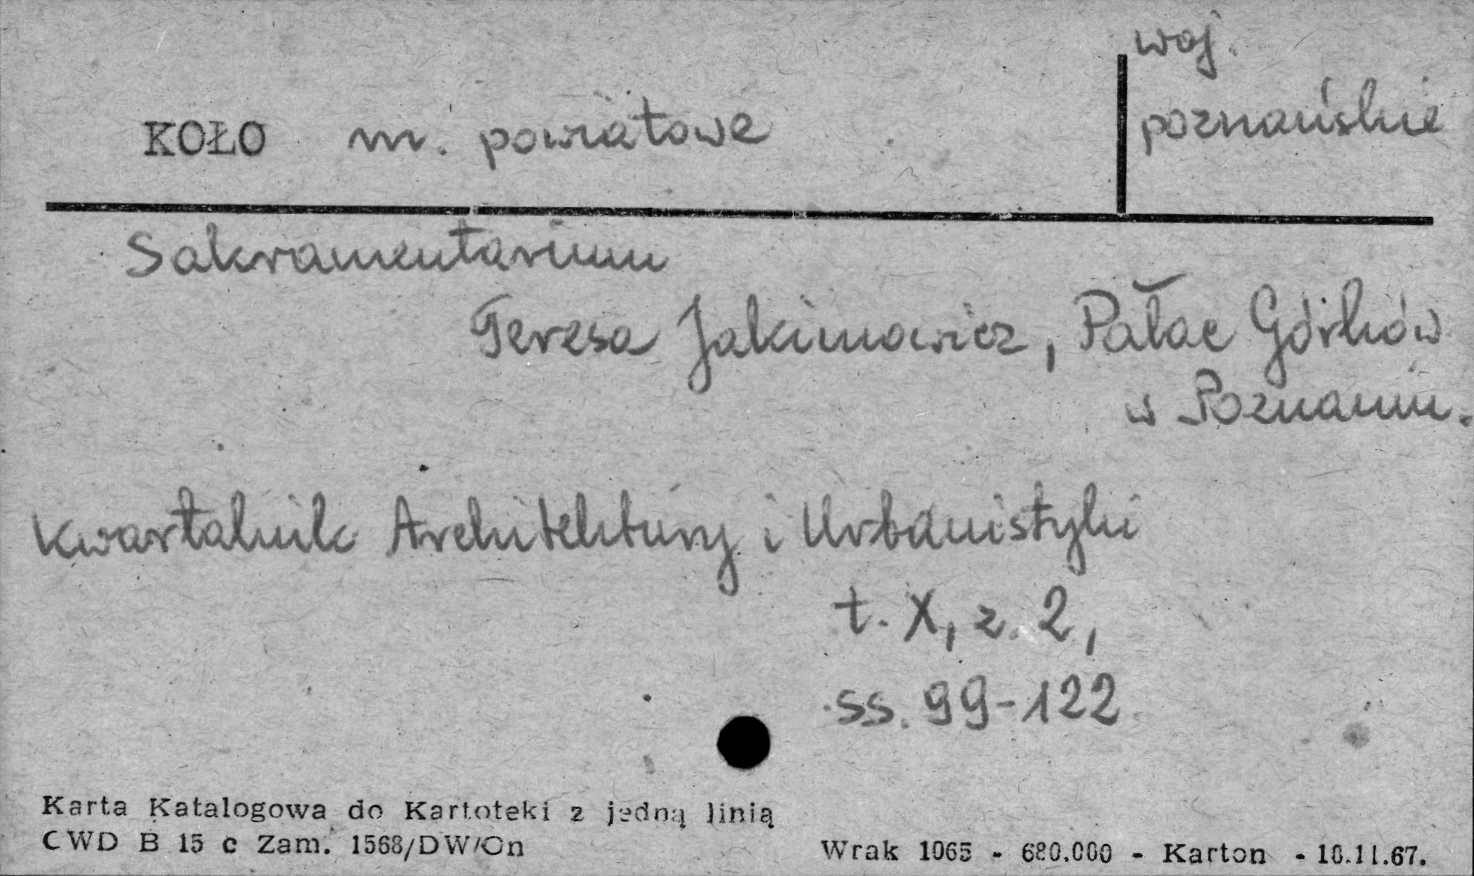 woj.
KOŁO m. powiatowe poznańskie
Sakramentarium
Teresa Jakimowicz, Pałac Górków
w Poznaniu.
Kwartalnik Architektury i Urbanistyki
t. X, z. 2,
ss. 99-122
Karta Katalogowa do Kartoteki z jedną linią
CWD B 15 c Zam. 1568/DW/On
Wrak 1065 - 680.000 - Karton - 10.11.67.